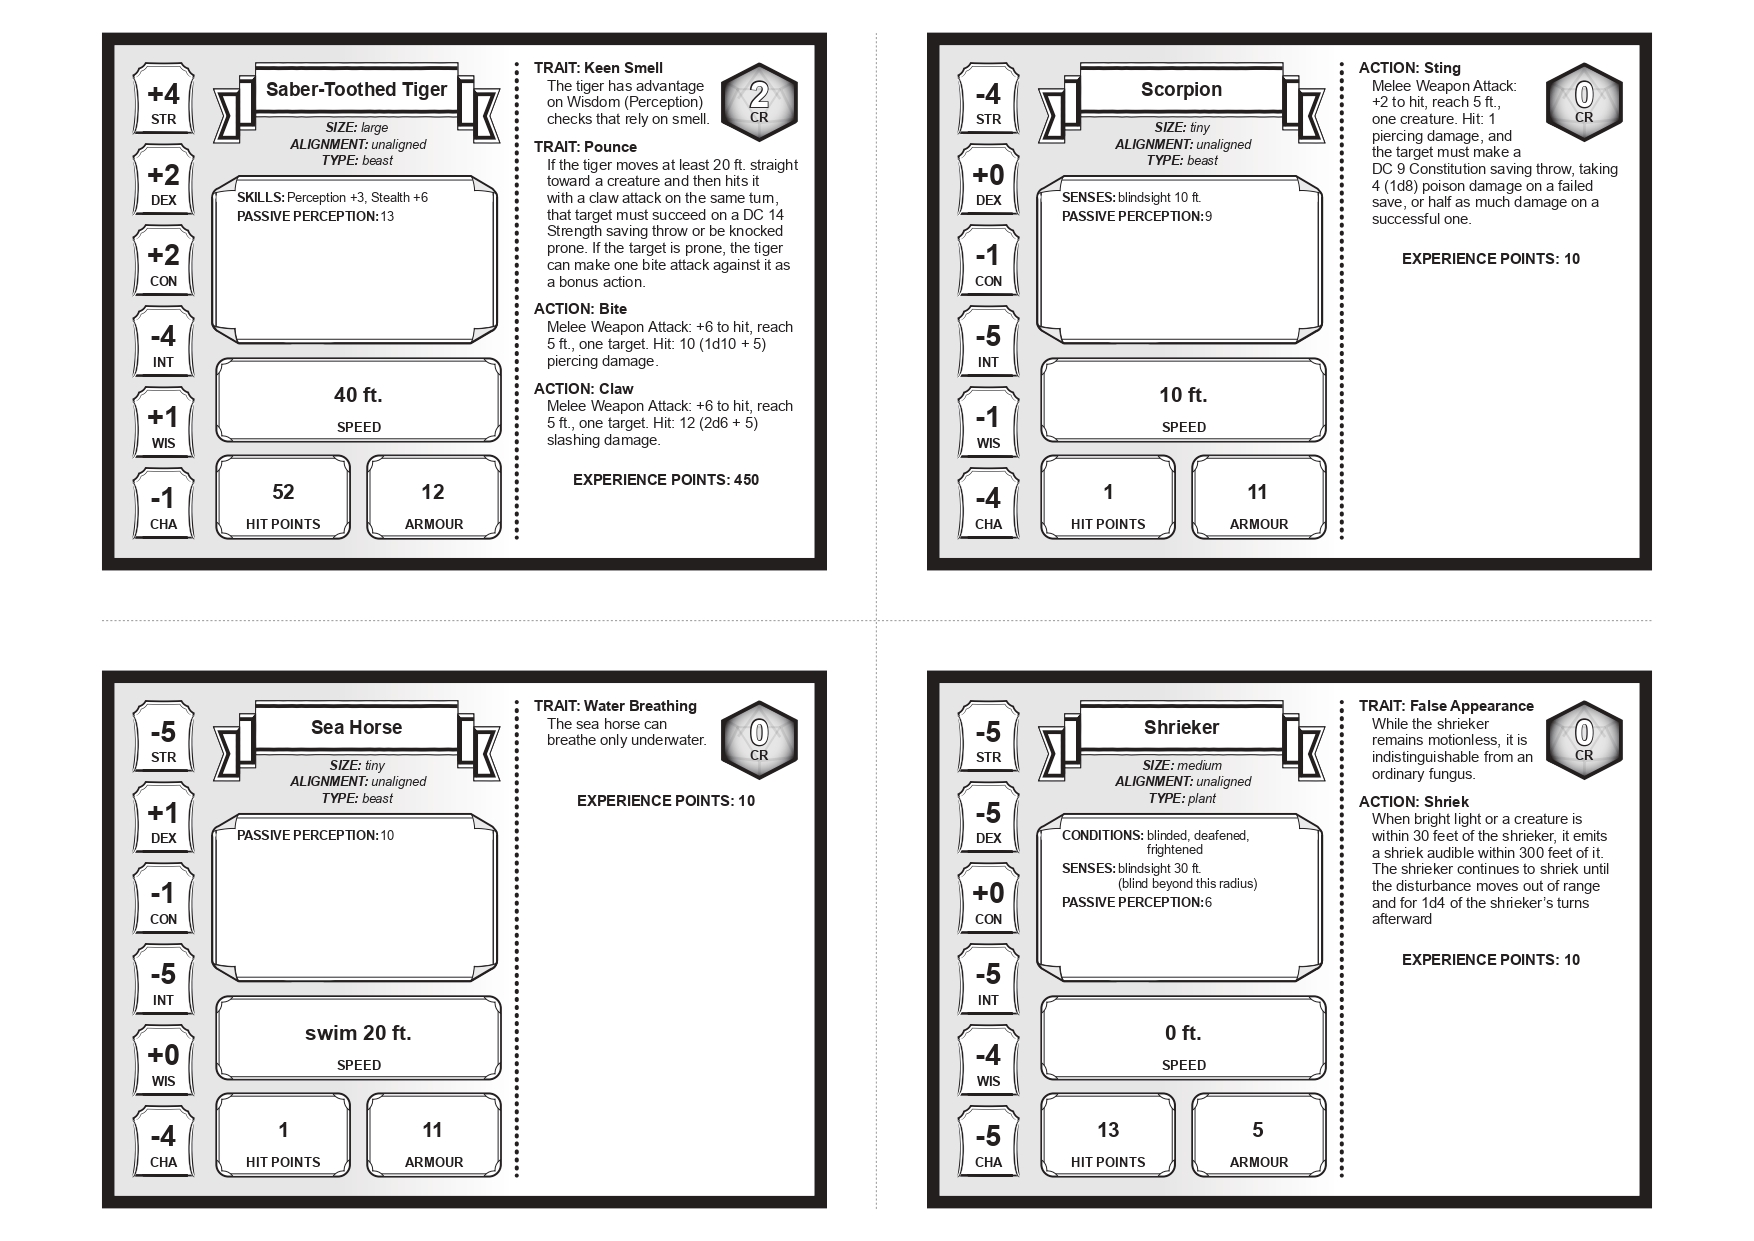 +4
STR
+2
DEX
+2
CON
-4
INT
+1
WIS
-1
CHA
Saber-Toothed Tiger
SIZE: large
ALIGNMENT: unaligned
TYPE: beast
SKILLS: Perception +3, Stealth +6
PASSIVE PERCEPTION: 13
40 ft.
SPEED
52
HIT POINTS
12
ARMOUR
TRAIT: Keen Smell
The tiger has advantage
on Wisdom (Perception)
checks that rely on smell.
2
CR
TRAIT: Pounce
If the tiger moves at least 20 ft. straight
toward a creature and then hits it
with a claw attack on the same turn,
that target must succeed on a DC 14
Strength saving throw or be knocked
prone. If the target is prone, the tiger
can make one bite attack against it as
a bonus action.
ACTION: Bite
Melee Weapon Attack: +6 to hit, reach
5 ft., one target. Hit: 10 (1d10 + 5)
piercing damage.
ACTION: Claw
Melee Weapon Attack: +6 to hit, reach
5 ft., one target. Hit: 12 (2d6 + 5)
slashing damage.
EXPERIENCE POINTS: 450
-4
STR
+0
DEX
-1
CON
-5
INT
-1
WIS
-4
CHA
Scorpion
SIZE: tiny
ALIGNMENT: unaligned
TYPE: beast
SENSES: blindsight 10 ft.
PASSIVE PERCEPTION: 9
10 ft.
SPEED
1
HIT POINTS
11
ARMOUR
ACTION: Sting
Melee Weapon Attack:
+2 to hit, reach 5 ft.,
one creature. Hit: 1
piercing damage, and
the target must make a
DC 9 Constitution saving throw, taking
4 (1d8) poison damage on a failed
save, or half as much damage on a
successful one.
0
CR
EXPERIENCE POINTS: 10
-5
STR
+1
DEX
-1
CON
-5
INT
+0
WIS
-4
CHA
Sea Horse
SIZE: tiny
ALIGNMENT: unaligned
TYPE: beast
PASSIVE PERCEPTION: 10
swim 20 ft.
SPEED
1
HIT POINTS
11
ARMOUR
TRAIT: Water Breathing
The sea horse can
breathe only underwater.
0
CR
EXPERIENCE POINTS: 10
-5
STR
-5
DEX
+0
CON
-5
INT
-4
WIS
-5
CHA
Shrieker
SIZE: medium
ALIGNMENT: unaligned
TYPE: plant
CONDITIONS: blinded, deafened,
frightened
SENSES: blindsight 30 ft.
(blind beyond this radius)
PASSIVE PERCEPTION: 6
0 ft.
SPEED
13
HIT POINTS
5
ARMOUR
TRAIT: False Appearance
While the shrieker
remains motionless, it is
indistinguishable from an
ordinary fungus.
0
CR
ACTION: Shriek
When bright light or a creature is
within 30 feet of the shrieker, it emits
a shriek audible within 300 feet of it.
The shrieker continues to shriek until
the disturbance moves out of range
and for 1d4 of the shrieker’s turns
afterward
EXPERIENCE POINTS: 10